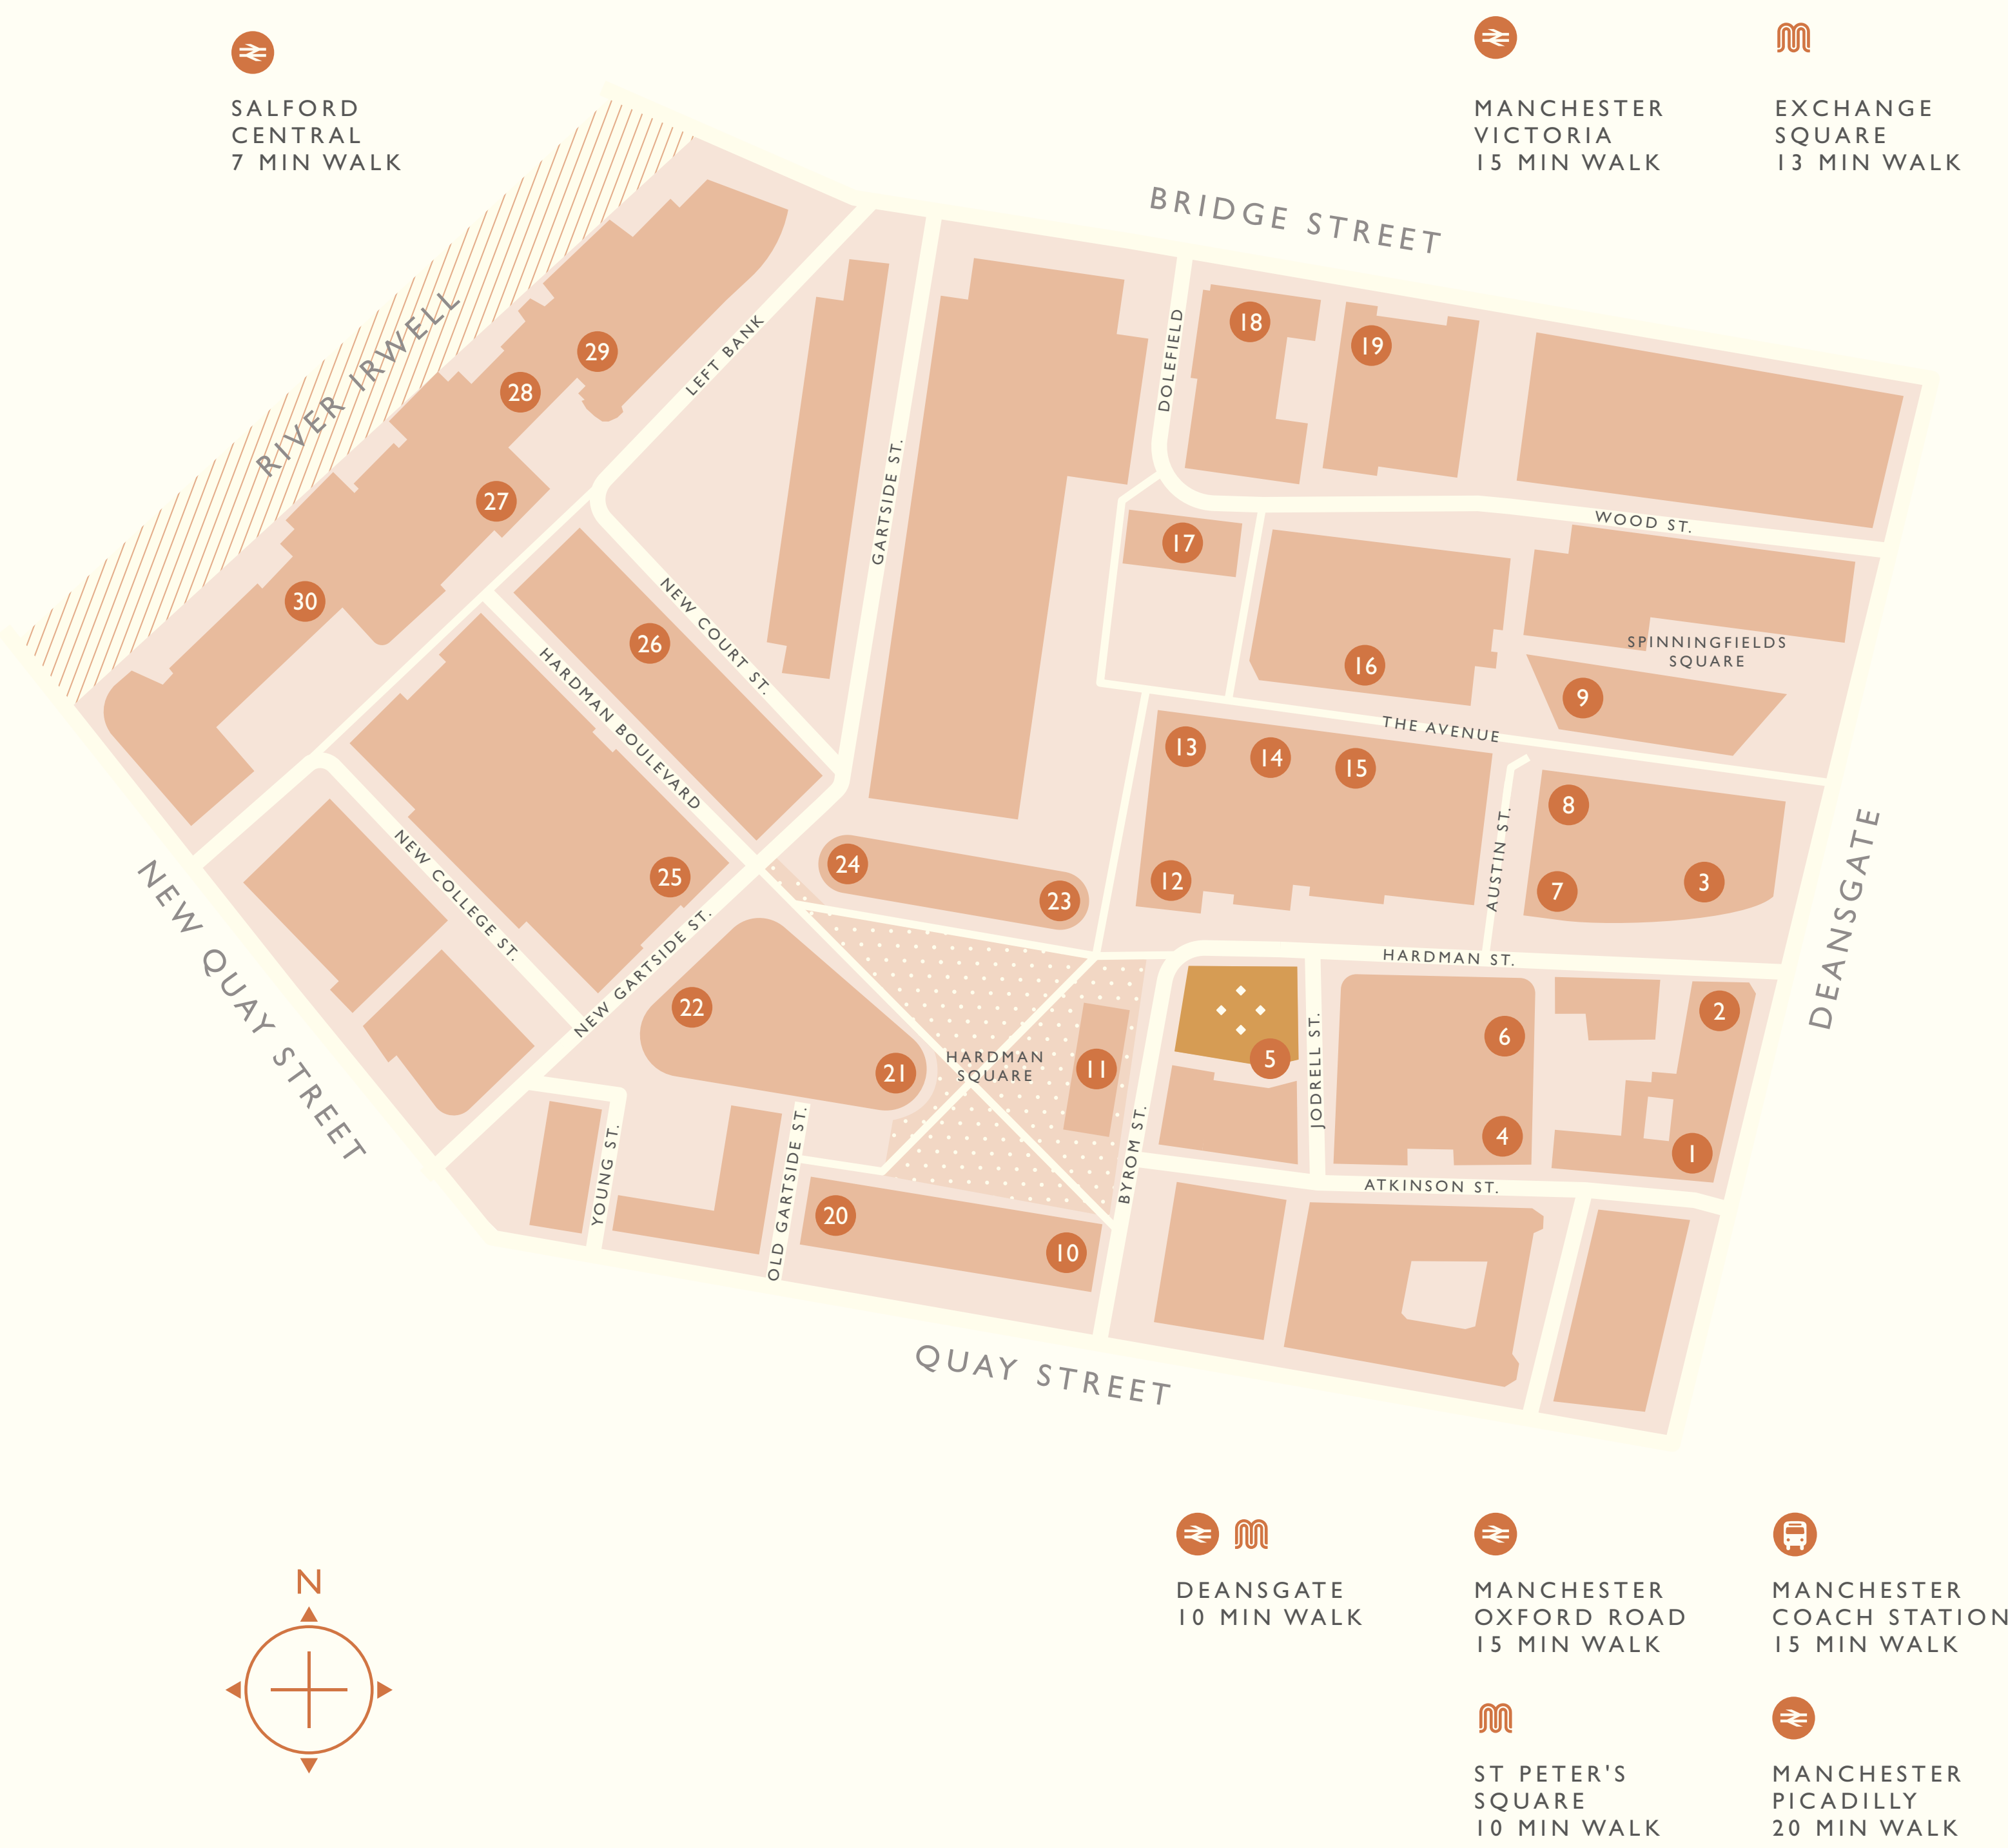 SALFORD
CENTRAL
7 MIN WALK
MANCHESTER
VICTORIA
15 MIN WALK
EXCHANGE
SQUARE
13 MIN WALK
BRIDGE STREET
RIVER IRWELL
LEFT BANK
DOLEFIELD
18
19
29
28
27
30
GARTSIDE ST.
WOOD ST.
17
26
NEW COURT ST.
HARDMAN BOULEVARD
SPINNINGFIELDS
SQUARE
16
9
THE AVENUE
13
14
15
8
AUSTIN ST.
12
7
3
24
23
25
NEW COLLEGE ST.
NEW GARTSIDE ST.
NEW QUAY STREET
DEANSGATE
HARDMAN ST.
22
21
HARDMAN
SQUARE
11
5
6
2
4
1
JODRELL ST.
BYROM ST.
ATKINSON ST.
YOUNG ST.
OLD GARTSIDE ST.
20
10
QUAY STREET
N
DEANSGATE
10 MIN WALK
MANCHESTER
OXFORD ROAD
15 MIN WALK
MANCHESTER
COACH STATION
15 MIN WALK
ST PETER'S
SQUARE
10 MIN WALK
MANCHESTER
PICADILLY
20 MIN WALK